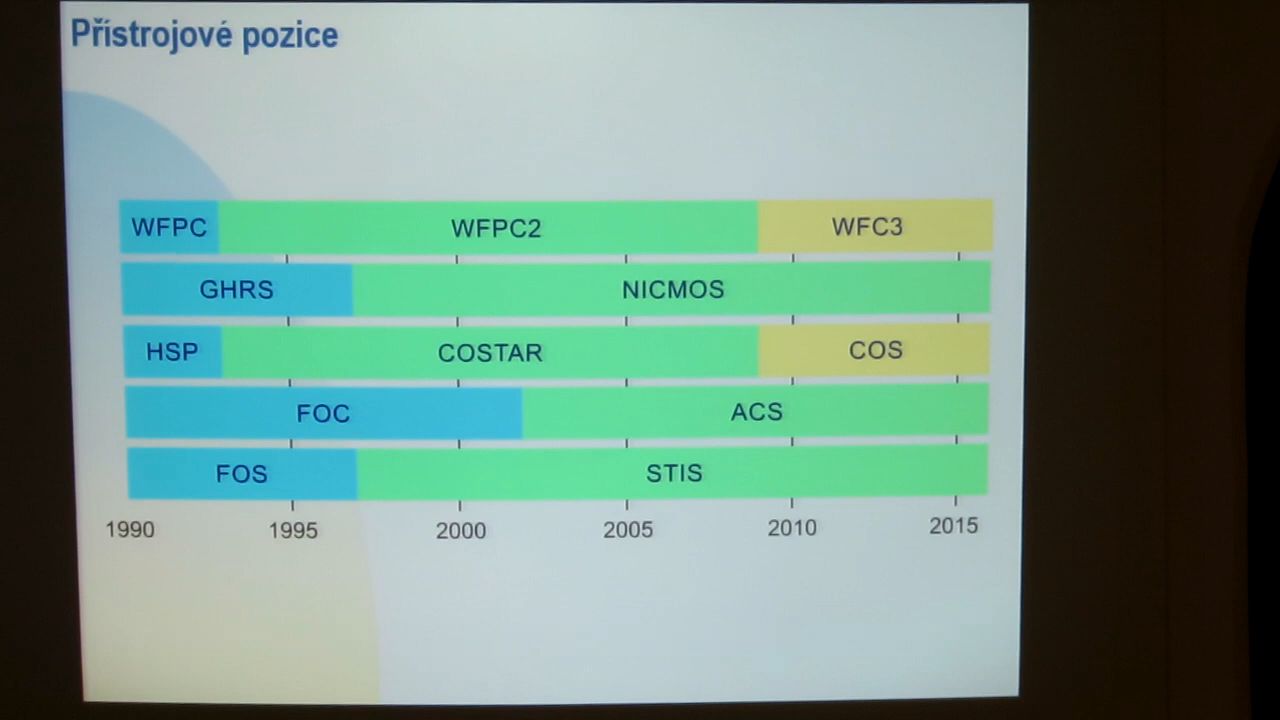 Přístrojové pozice
WFPC WFPC2 WFC3
GHRS NICMOS
HSP COSTAR COS
FOC ACS
FOS STIS
1990 1995 2000 2005 2010 2015